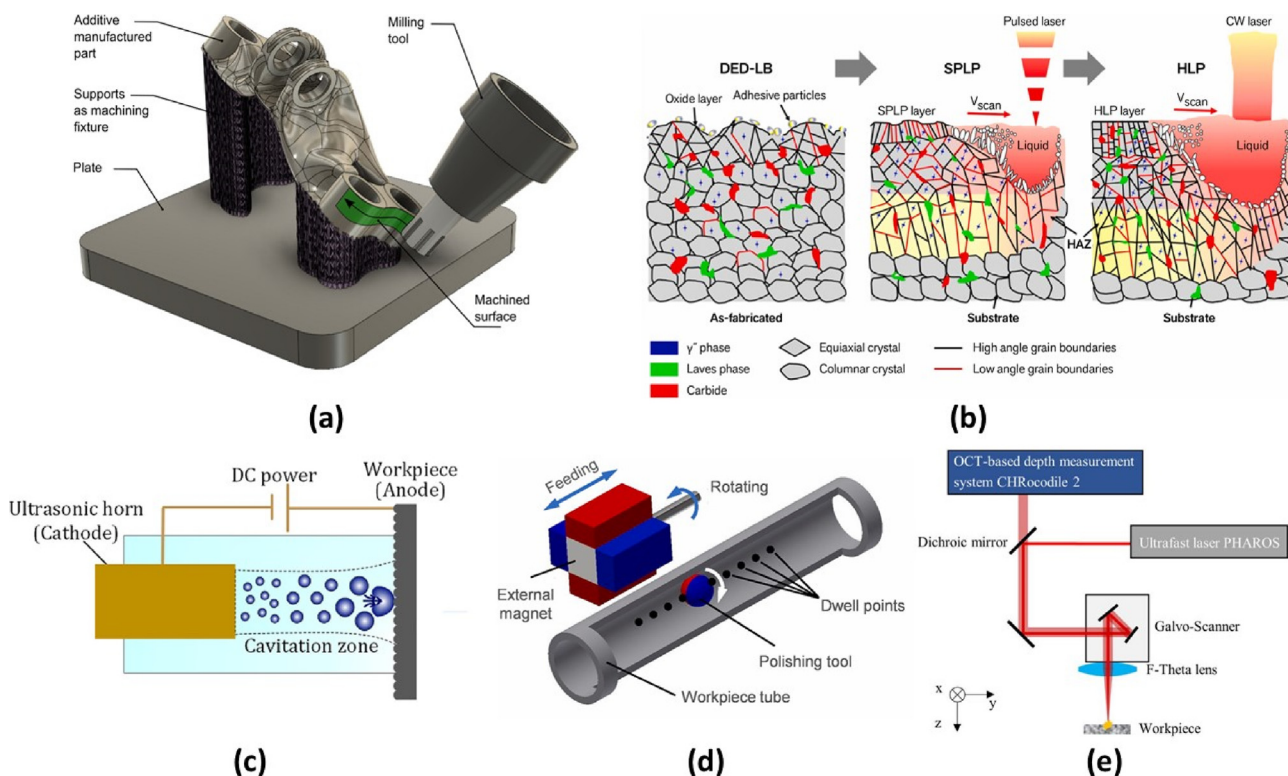 Additive
manufactured
part
Milling
tool
Supports
as machining
fixture
Plate
Machined
surface
(a)
Pulsed laser
CW laser
DED-LB
SPLP
HLP
Oxide layer
Adhesive particles
SPLP layer
Vscan
HLP layer
Vscan
Liquid
Liquid
HAZ
As-fabricated
Substrate
Substrate
γ" phase
Equiaxial crystal
High angle grain boundaries
Laves phase
Columnar crystal
Low angle grain boundaries
Carbide
(b)
DC power
Workpiece
(Anode)
Ultrasonic horn
(Cathode)
Cavitation zone
(c)
Feeding
Rotating
External
magnet
Dwell points
Polishing tool
Workpiece tube
(d)
OCT-based depth measurement
system CHRocodile 2
Dichroic mirror
Ultrafast laser PHAROS
Galvo-Scanner
F-Theta lens
x
y
z
Workpiece
(e)